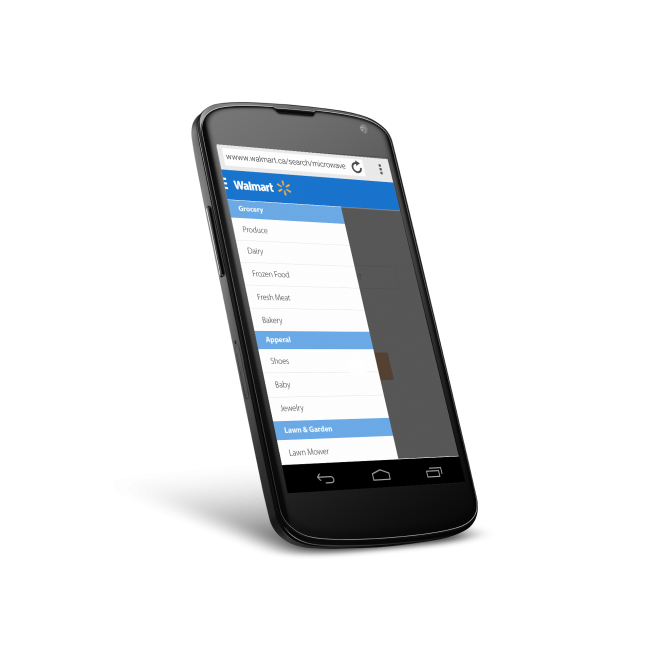 wwww.walmart.ca/search/microwave
Walmart
Grocery
Produce
Dairy
Frozen Food
Fresh Meat
Bakery
Apperal
Shoes
Baby
Jewelry
Lawn & Garden
Lawn Mower